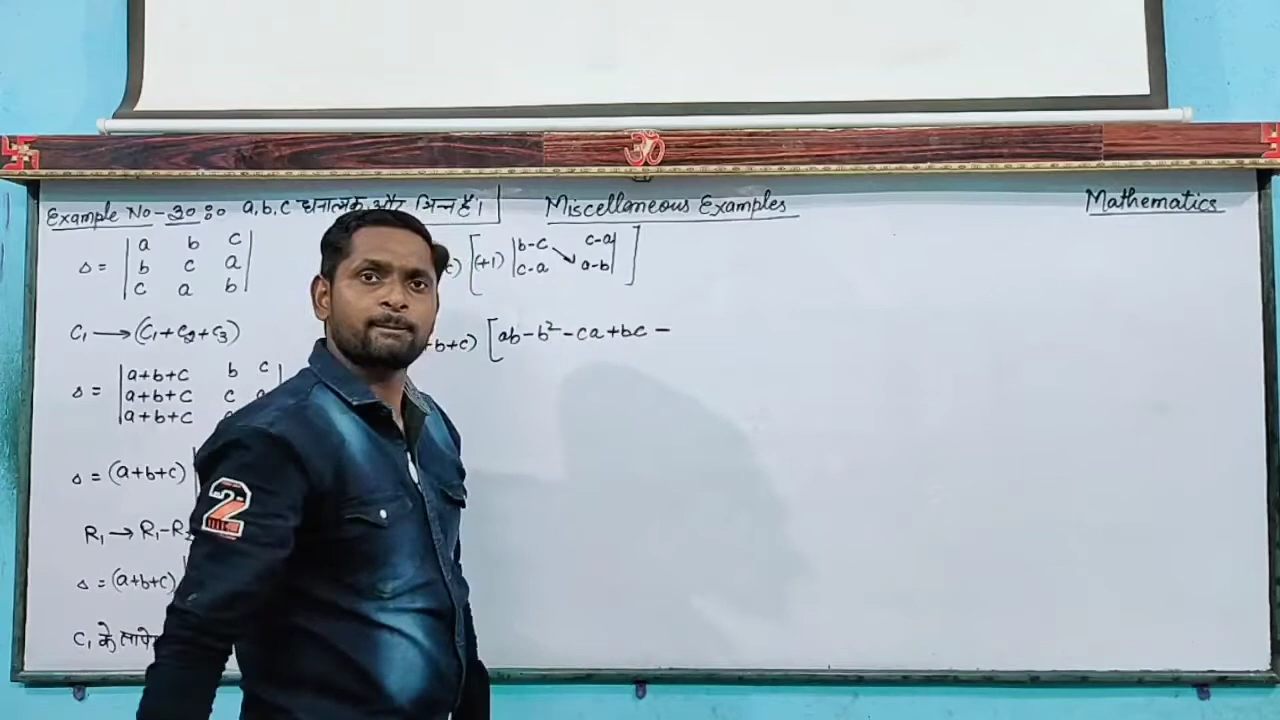 ॐ
Example No-30 :o a,b,c धनात्मक और भिन्न हैं।
Miscellaneous Examples
Mathematics
Δ = | a b c |
| b c a |
| c a b |
C₁ → (C₁+C₂+C₃)
Δ = | a+b+c b c |
| a+b+c c
| a+b+c
Δ = (a+b+c) |
R₁ → R₁-R
Δ = (a+b+c)
C₁ के
c) [(+1) | b-c c-a |
| c-a a-b | ]
+b+c) [ab-b²-ca+bc -
2